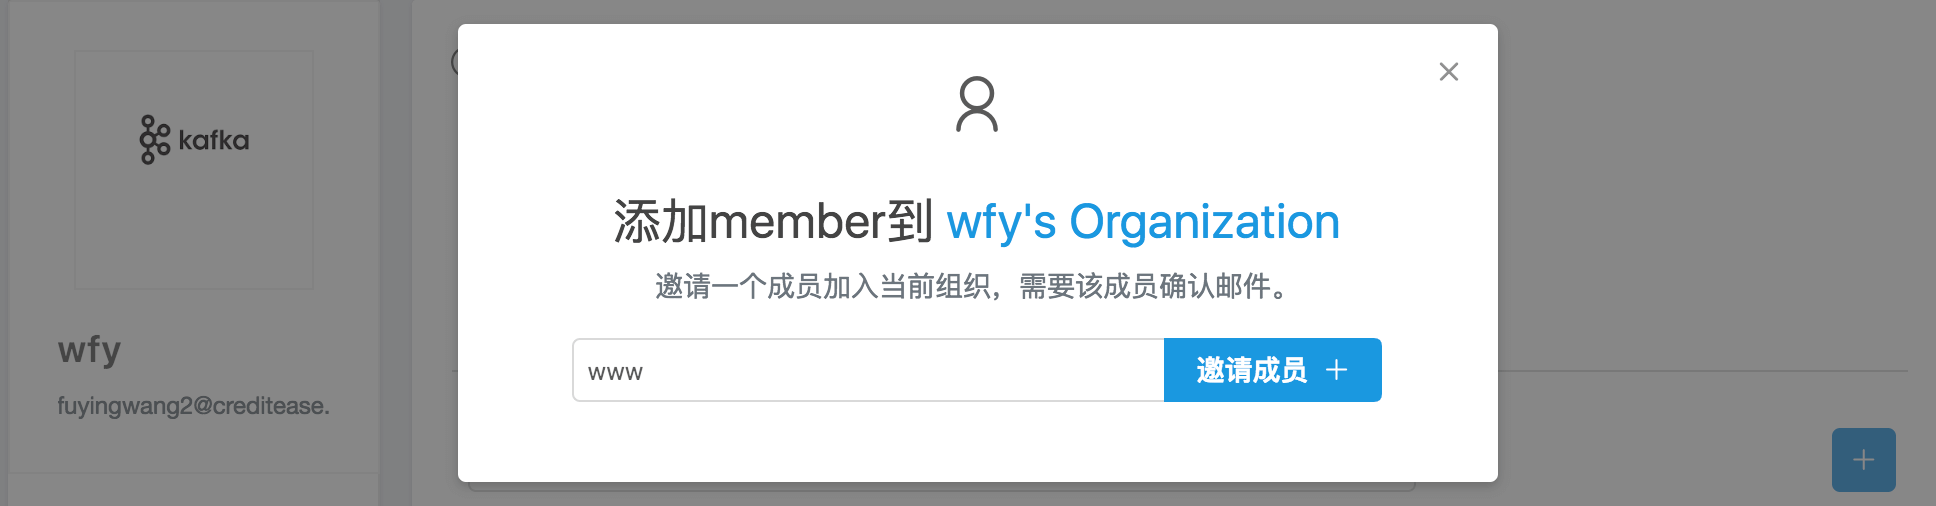 kafka
wfy
fuyingwang2@creditease.
添加member到 wfy's Organization
邀请一个成员加入当前组织，需要该成员确认邮件。
www
邀请成员 +